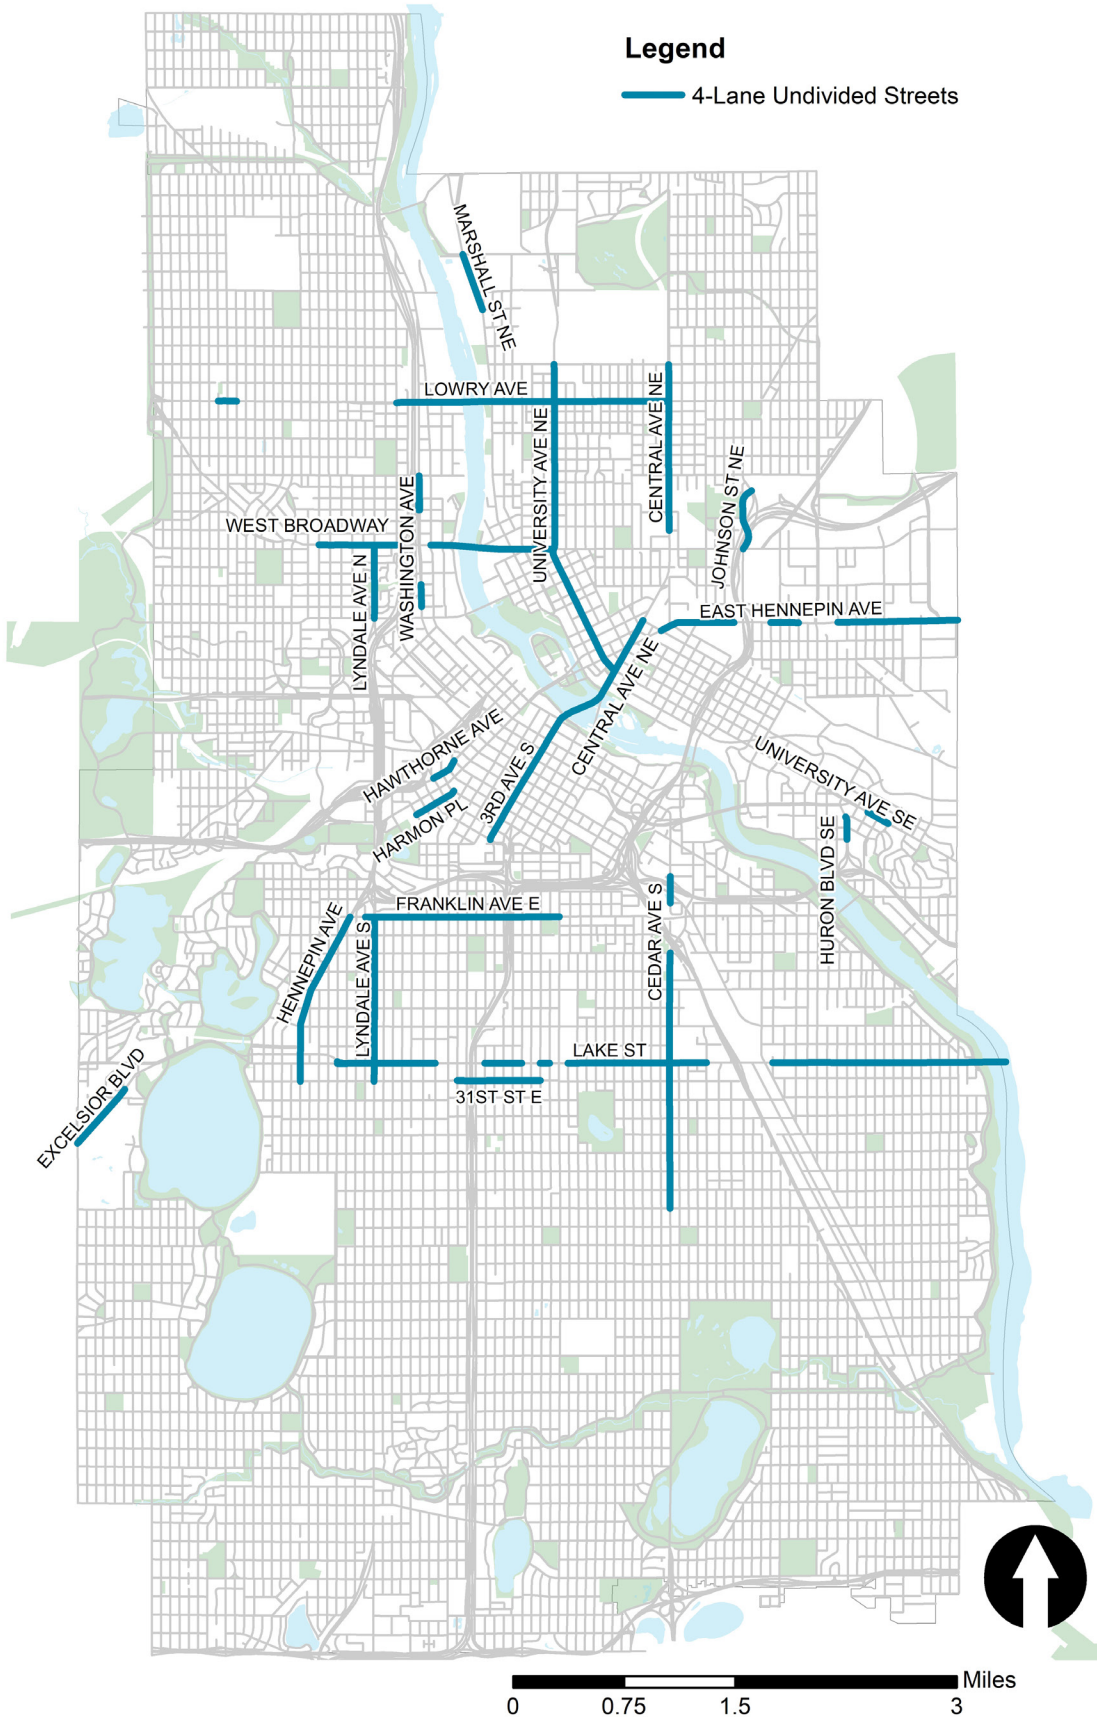 Legend
4-Lane Undivided Streets
MARSHALL ST NE
LOWRY AVE
UNIVERSITY AVE NE
CENTRAL AVE NE
JOHNSON ST NE
WASHINGTON AVE
WEST BROADWAY
LYNDALE AVE N
EAST HENNEPIN AVE
CENTRAL AVE NE
HAWTHORNE AVE
3RD AVE S
UNIVERSITY AVE SE
HARMON PL
HURON BLVD SE
FRANKLIN AVE E
CEDAR AVE S
HENNEPIN AVE
LYNDALE AVE S
LAKE ST
EXCELSIOR BLVD
31ST ST E
Miles
0 0.75 1.5 3